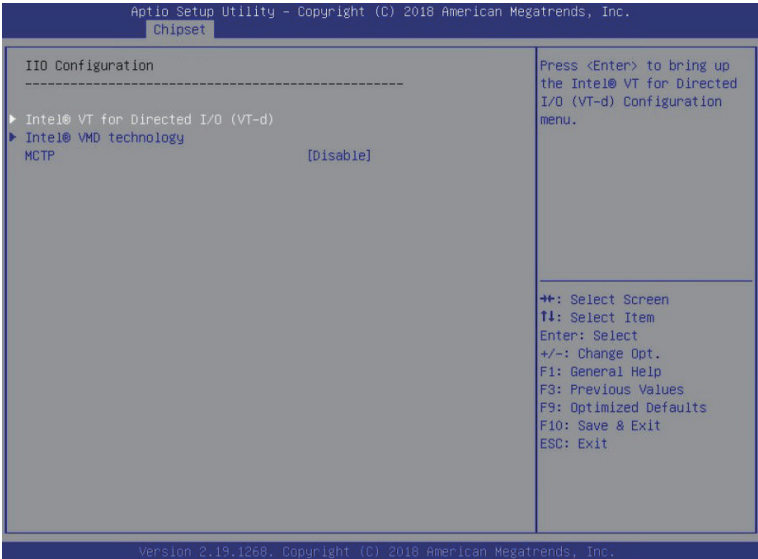 Aptio Setup Utility – Copyright (C) 2018 American Megatrends, Inc.
Chipset
IIO Configuration
--------------------------------------------------
Intel® VT for Directed I/O (VT-d)
Intel® VMD technology
MCTP [Disable]
Press <Enter> to bring up
the Intel® VT for Directed
I/O (VT-d) Configuration
menu.
→←: Select Screen
↑↓: Select Item
Enter: Select
+/-: Change Opt.
F1: General Help
F3: Previous Values
F9: Optimized Defaults
F10: Save & Exit
ESC: Exit
Version 2.19.1268. Copyright (C) 2018 American Megatrends, Inc.